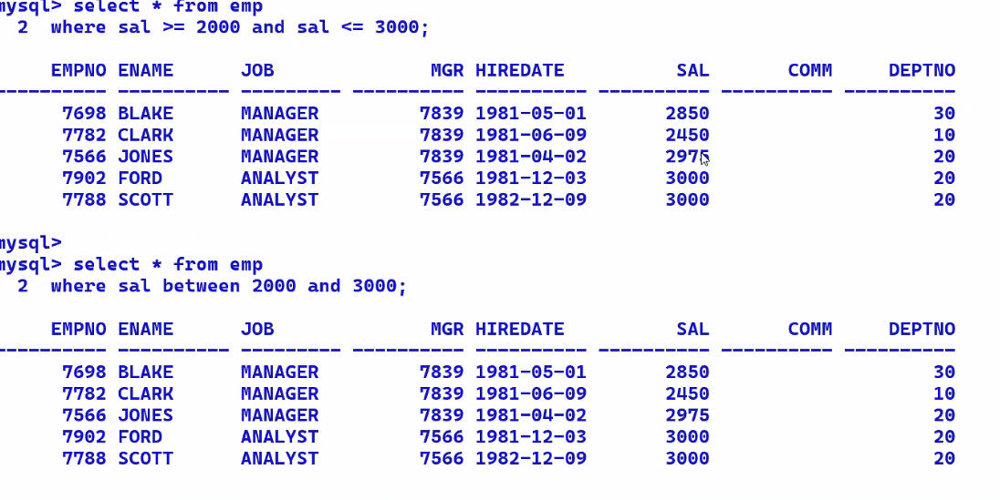 mysql> select * from emp
  2  where sal >= 2000 and sal <= 3000;
     EMPNO ENAME      JOB              MGR HIREDATE          SAL       COMM     DEPTNO
---------- ---------- --------- ---------- ---------- ---------- ---------- ----------
      7698 BLAKE      MANAGER         7839 1981-05-01       2850                    30
      7782 CLARK      MANAGER         7839 1981-06-09       2450                    10
      7566 JONES      MANAGER         7839 1981-04-02       2975                    20
      7902 FORD       ANALYST         7566 1981-12-03       3000                    20
      7788 SCOTT      ANALYST         7566 1982-12-09       3000                    20
mysql>
mysql> select * from emp
  2  where sal between 2000 and 3000;
     EMPNO ENAME      JOB              MGR HIREDATE          SAL       COMM     DEPTNO
---------- ---------- --------- ---------- ---------- ---------- ---------- ----------
      7698 BLAKE      MANAGER         7839 1981-05-01       2850                    30
      7782 CLARK      MANAGER         7839 1981-06-09       2450                    10
      7566 JONES      MANAGER         7839 1981-04-02       2975                    20
      7902 FORD       ANALYST         7566 1981-12-03       3000                    20
      7788 SCOTT      ANALYST         7566 1982-12-09       3000                    20